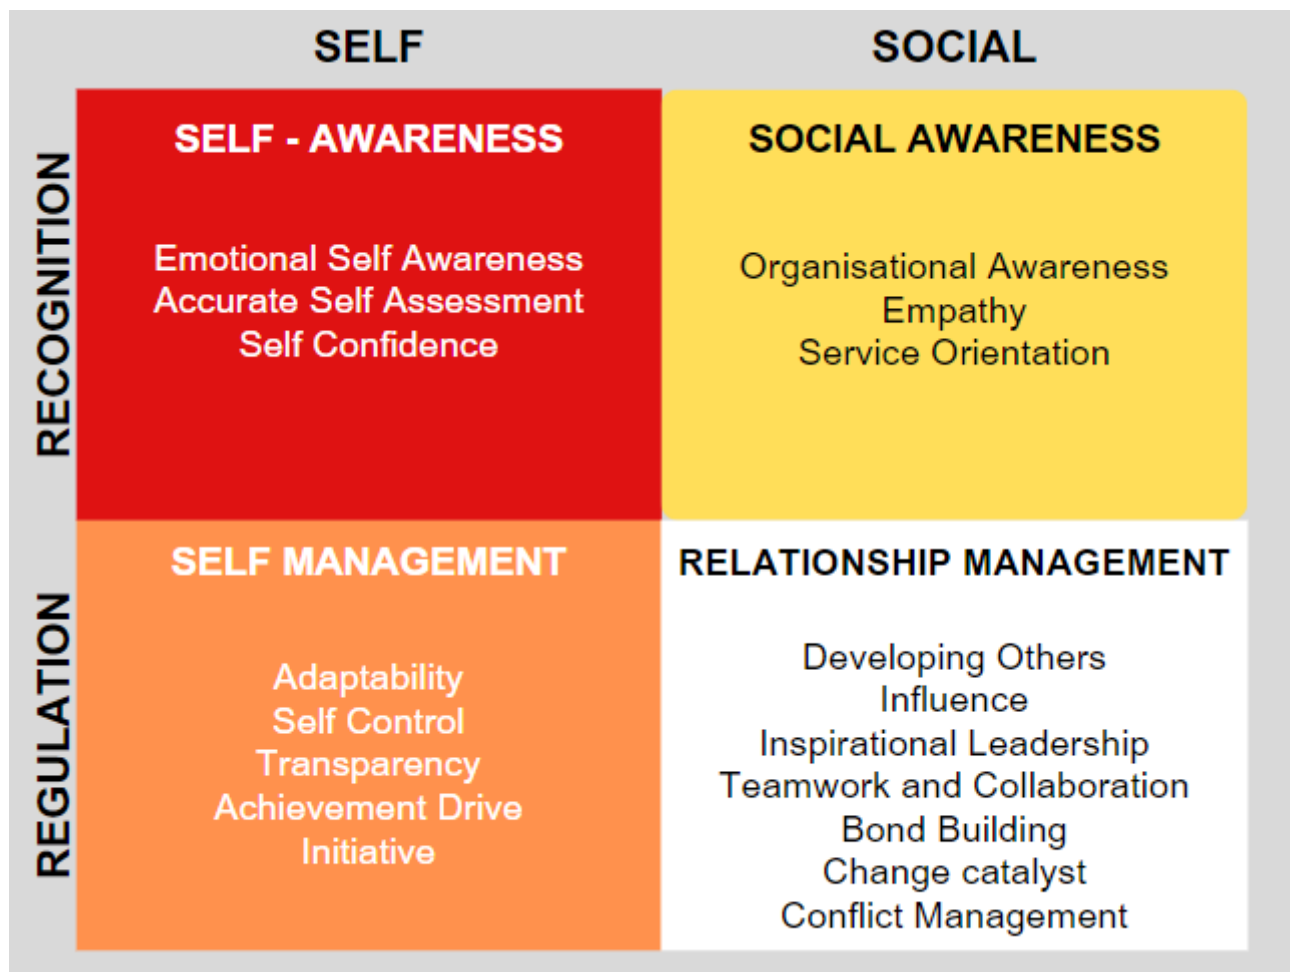 SELF
SOCIAL
RECOGNITION
SELF - AWARENESS
Emotional Self Awareness
Accurate Self Assessment
Self Confidence
SOCIAL AWARENESS
Organisational Awareness
Empathy
Service Orientation
REGULATION
SELF MANAGEMENT
Adaptability
Self Control
Transparency
Achievement Drive
Initiative
RELATIONSHIP MANAGEMENT
Developing Others
Influence
Inspirational Leadership
Teamwork and Collaboration
Bond Building
Change catalyst
Conflict Management